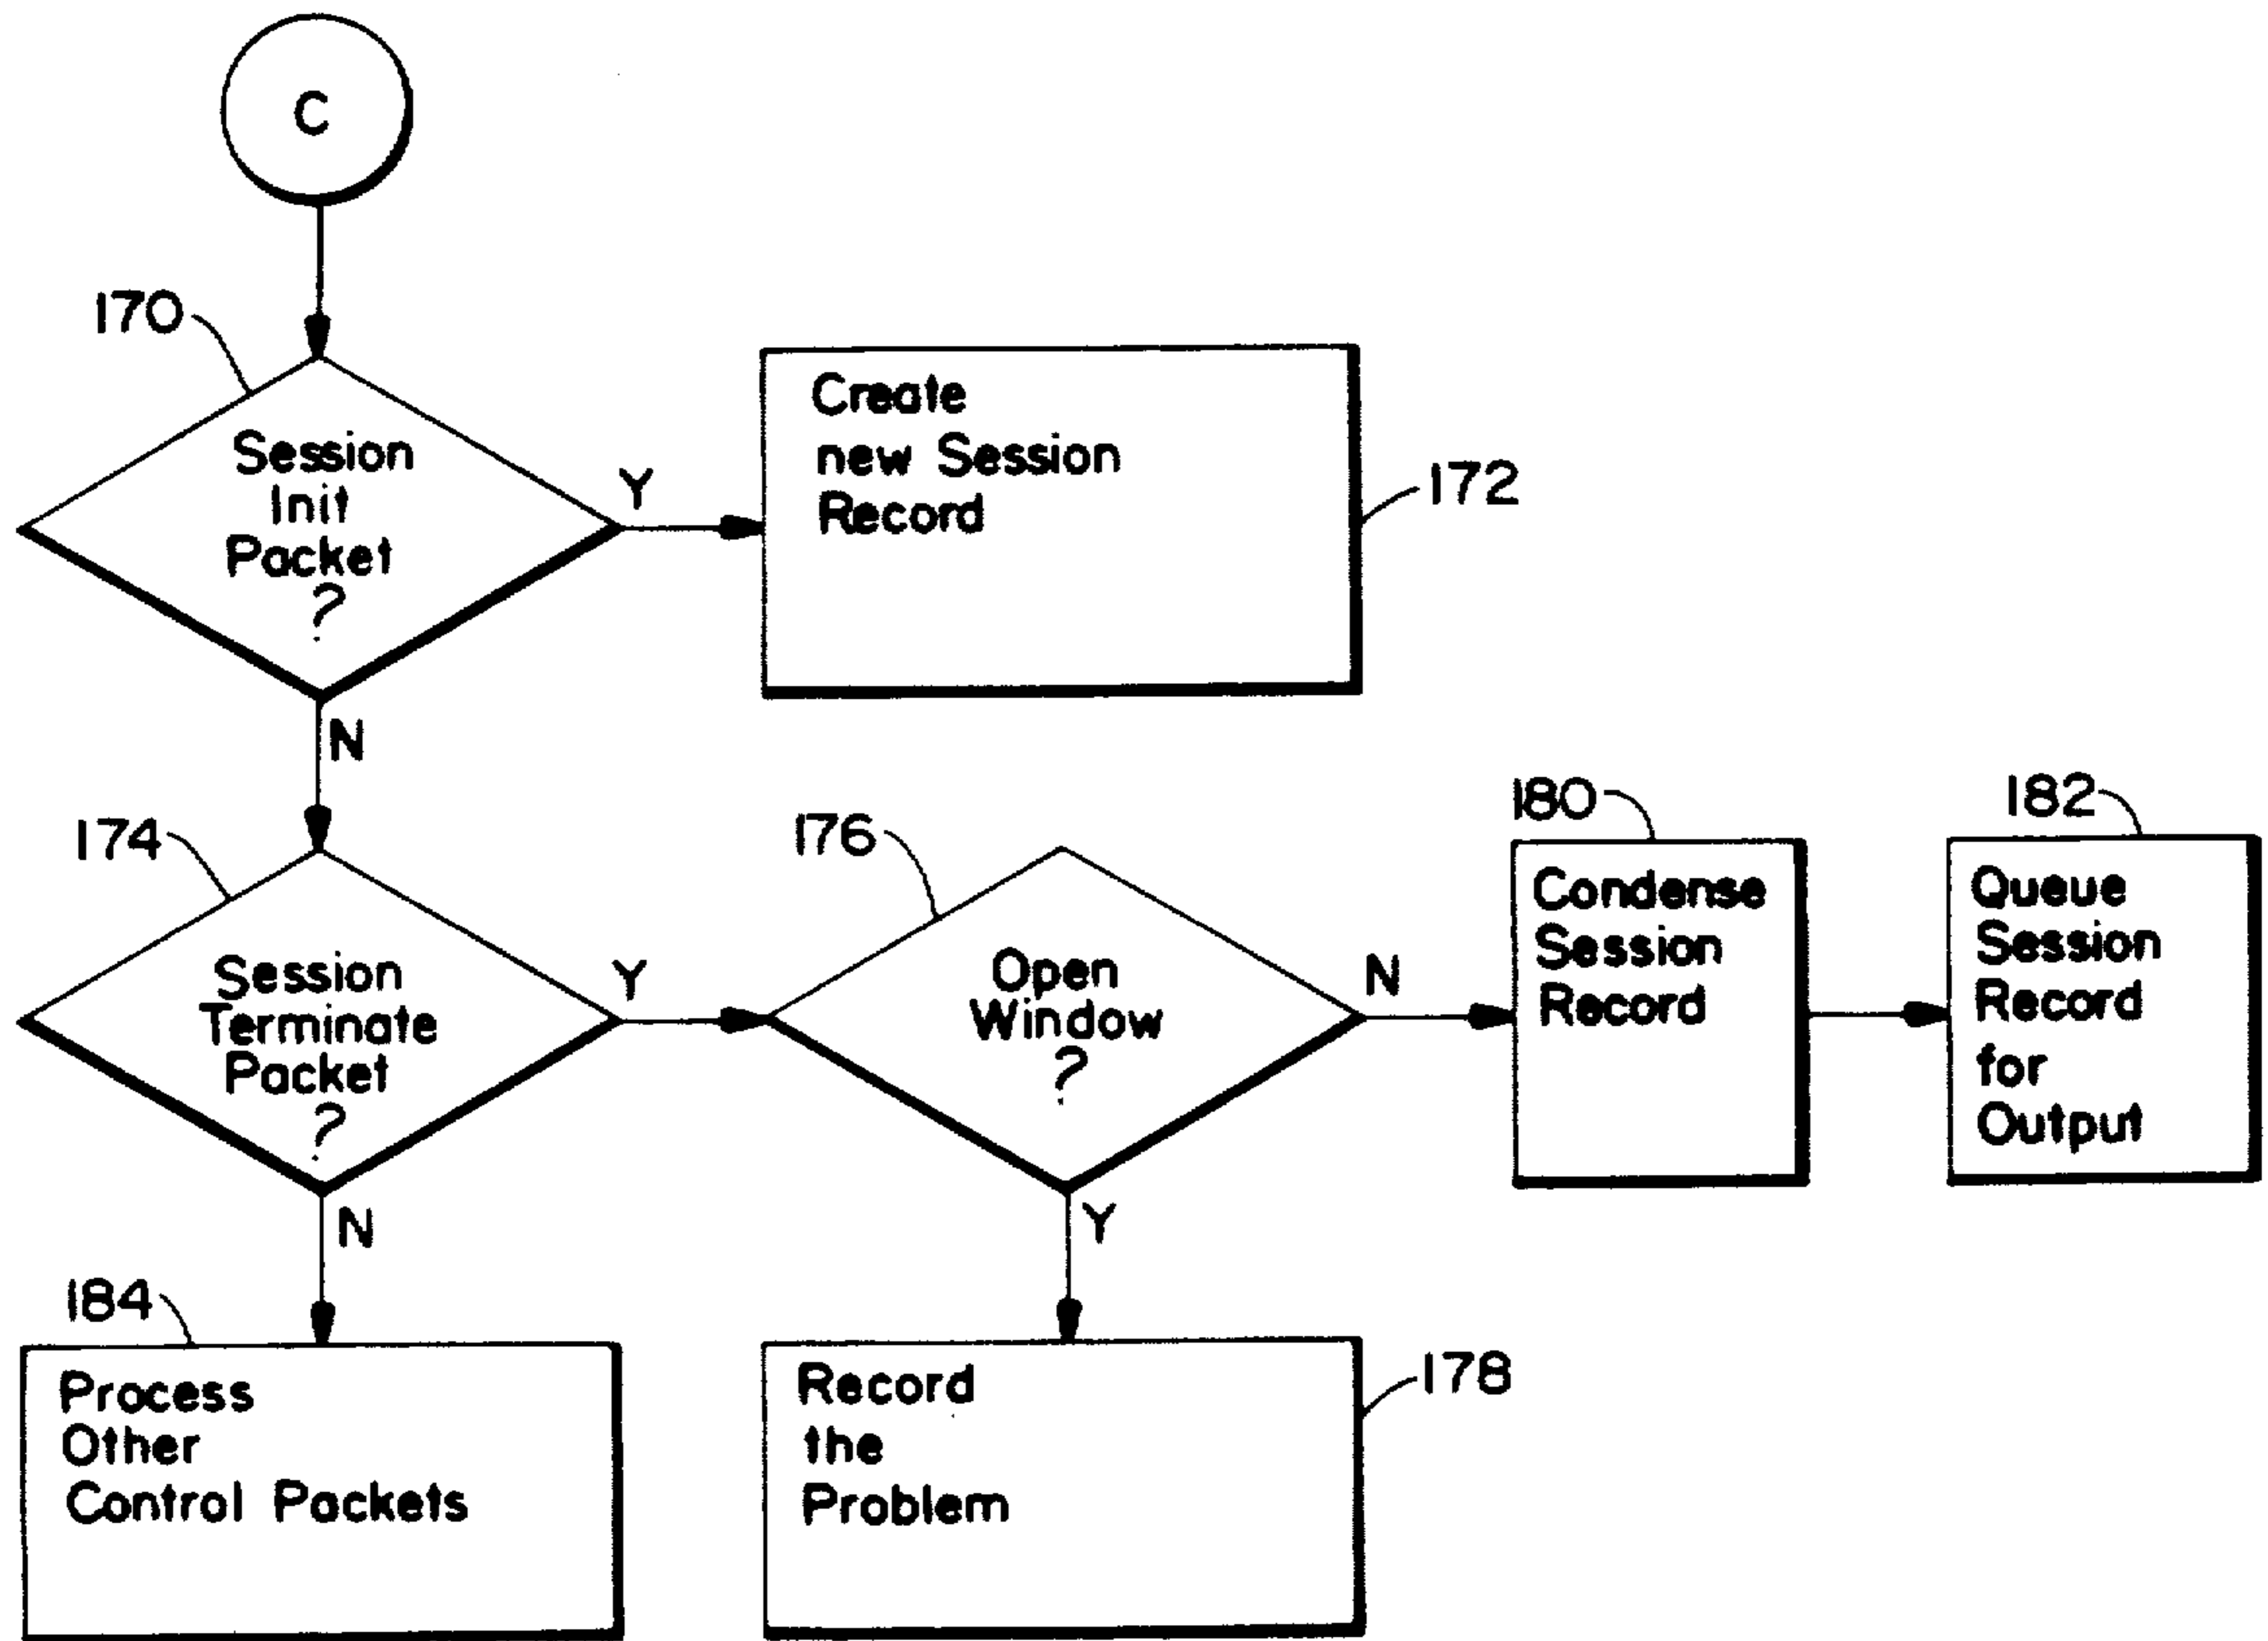 C
170
Session
Init
Packet
?
Y
Create
new Session
Record
172
N
174
Session
Terminate
Packet
?
Y
176
Open
Window
?
N
180
Condense
Session
Record
182
Queue
Session
Record
for
Output
N
Y
184
Process
Other
Control Packets
Record
the
Problem
178